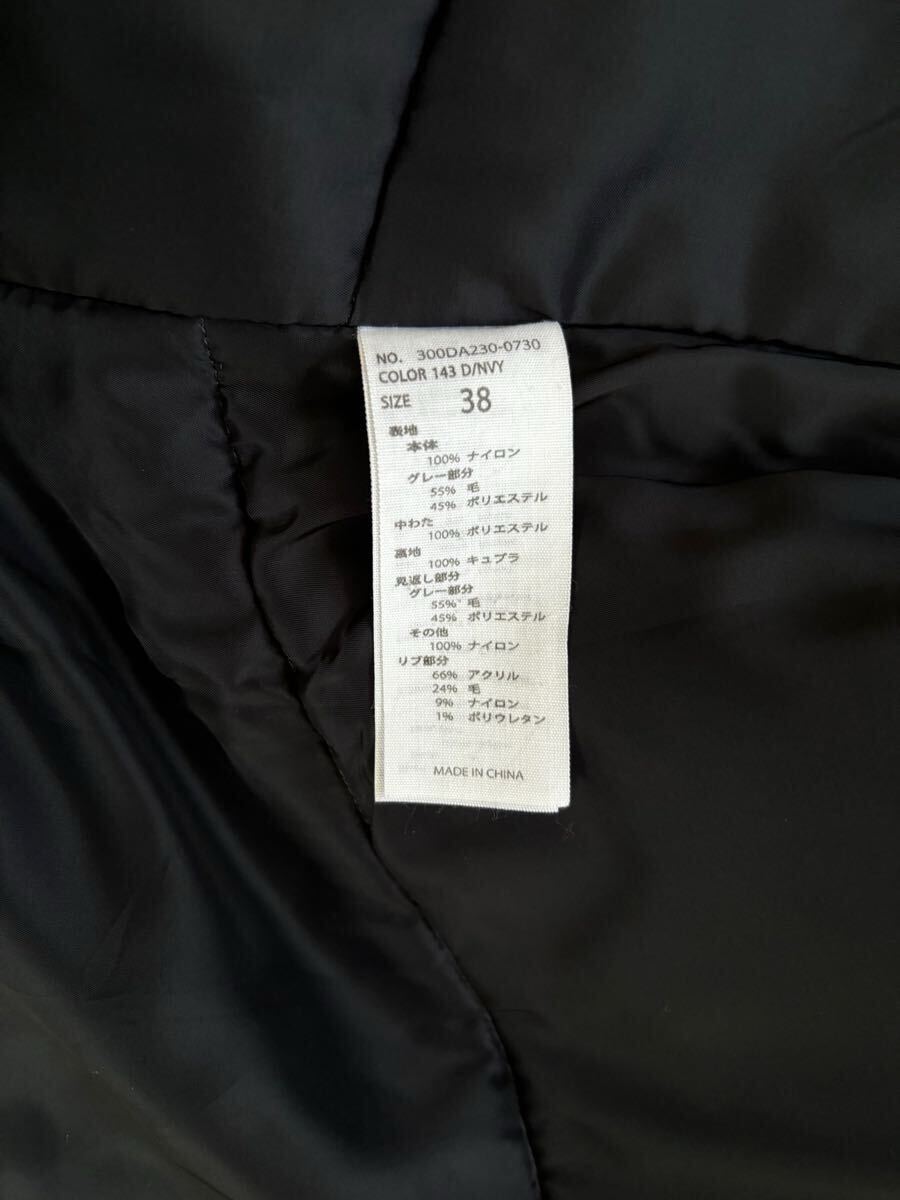 NO. 300DA230-0730
COLOR 143 D/NVY
SIZE 38
表地
本体
100% ナイロン
グレー部分
55% 毛
45% ポリエステル
中わた
100% ポリエステル
裏地
100% キュプラ
見返し部分
グレー部分
55% 毛
45% ポリエステル
その他
100% ナイロン
リブ部分
66% アクリル
24% 毛
9% ナイロン
1% ポリウレタン
MADE IN CHINA